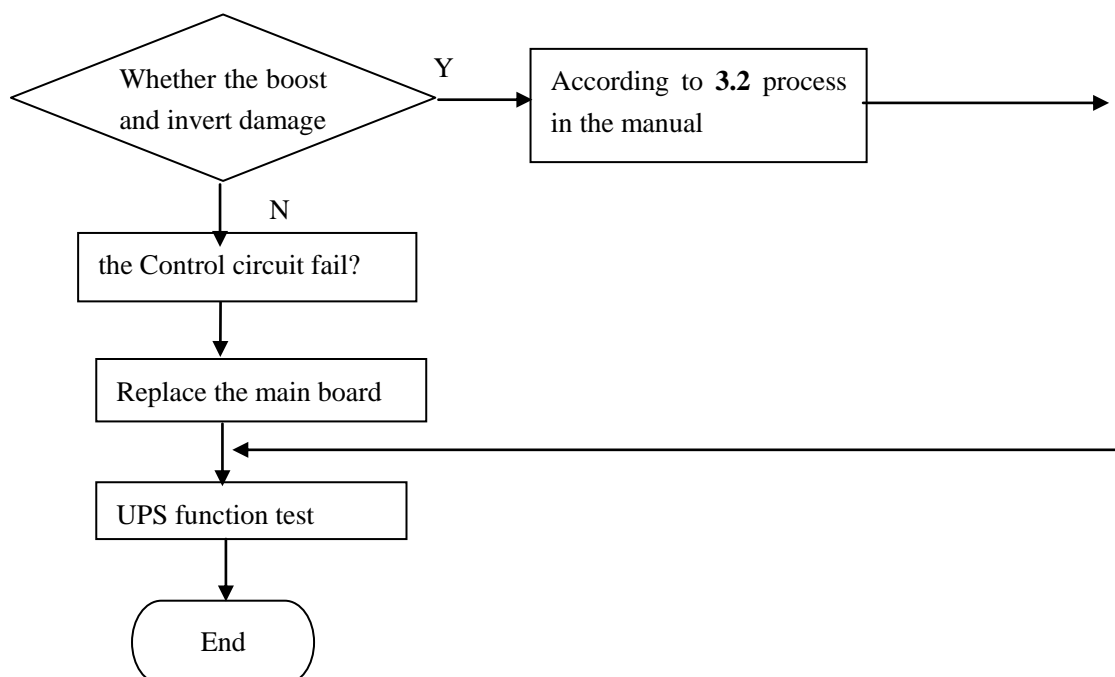 Whether the boost
and invert damage
Y
According to 3.2 process
in the manual
N
the Control circuit fail?
Replace the main board
UPS function test
End